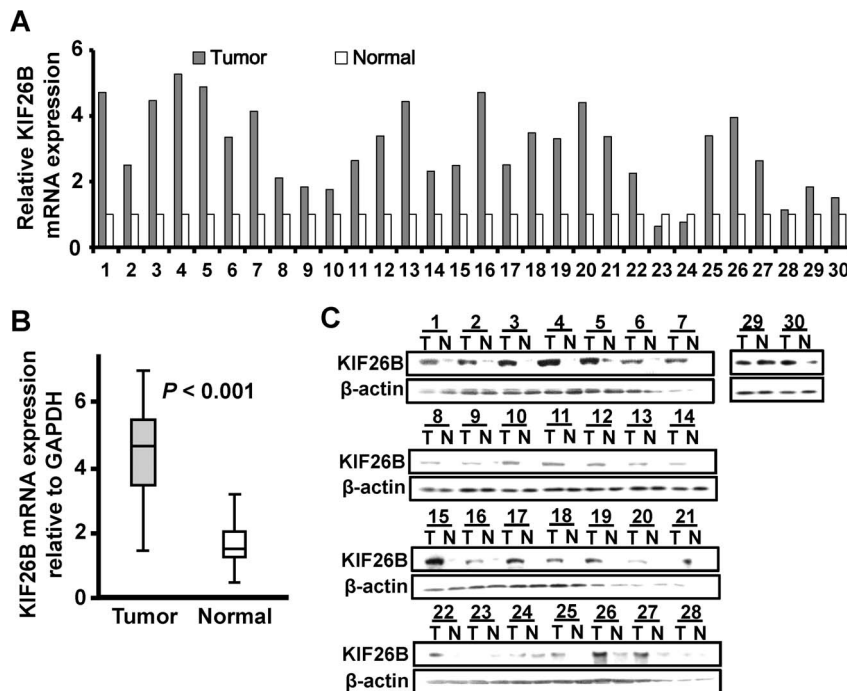 A
Relative KIF26B
mRNA expression
6
4
2
0
Tumor Normal
1 2 3 4 5 6 7 8 9 10 11 12 13 14 15 16 17 18 19 20 21 22 23 24 25 26 27 28 29 30
B
KIF26B mRNA expression
relative to GAPDH
6
4
2
0
P < 0.001
Tumor Normal
C
1 2 3 4 5 6 7 29 30
T N T N T N T N T N T N T N T N T N
KIF26B
β-actin
8 9 10 11 12 13 14
T N T N T N T N T N T N T N
KIF26B
β-actin
15 16 17 18 19 20 21
T N T N T N T N T N T N T N
KIF26B
β-actin
22 23 24 25 26 27 28
T N T N T N T N T N T N T N
KIF26B
β-actin